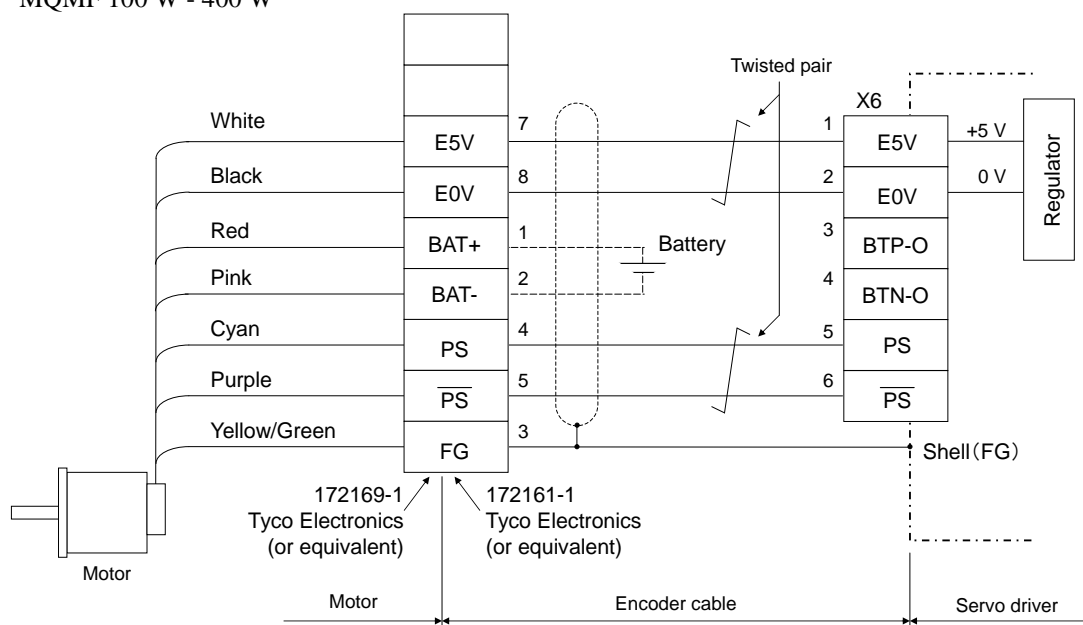 MQMF 100 W - 400 W
Twisted pair
X6
White
7
E5V
1
E5V
+5 V
Regulator
Black
8
E0V
2
E0V
0 V
Red
1
BAT+
Battery
3
BTP-O
Pink
2
BAT-
4
BTN-O
Cyan
4
PS
5
PS
Purple
5
PS
6
PS
Yellow/Green
3
FG
Shell(FG)
172169-1
Tyco Electronics
(or equivalent)
172161-1
Tyco Electronics
(or equivalent)
Motor
Motor
Encoder cable
Servo driver